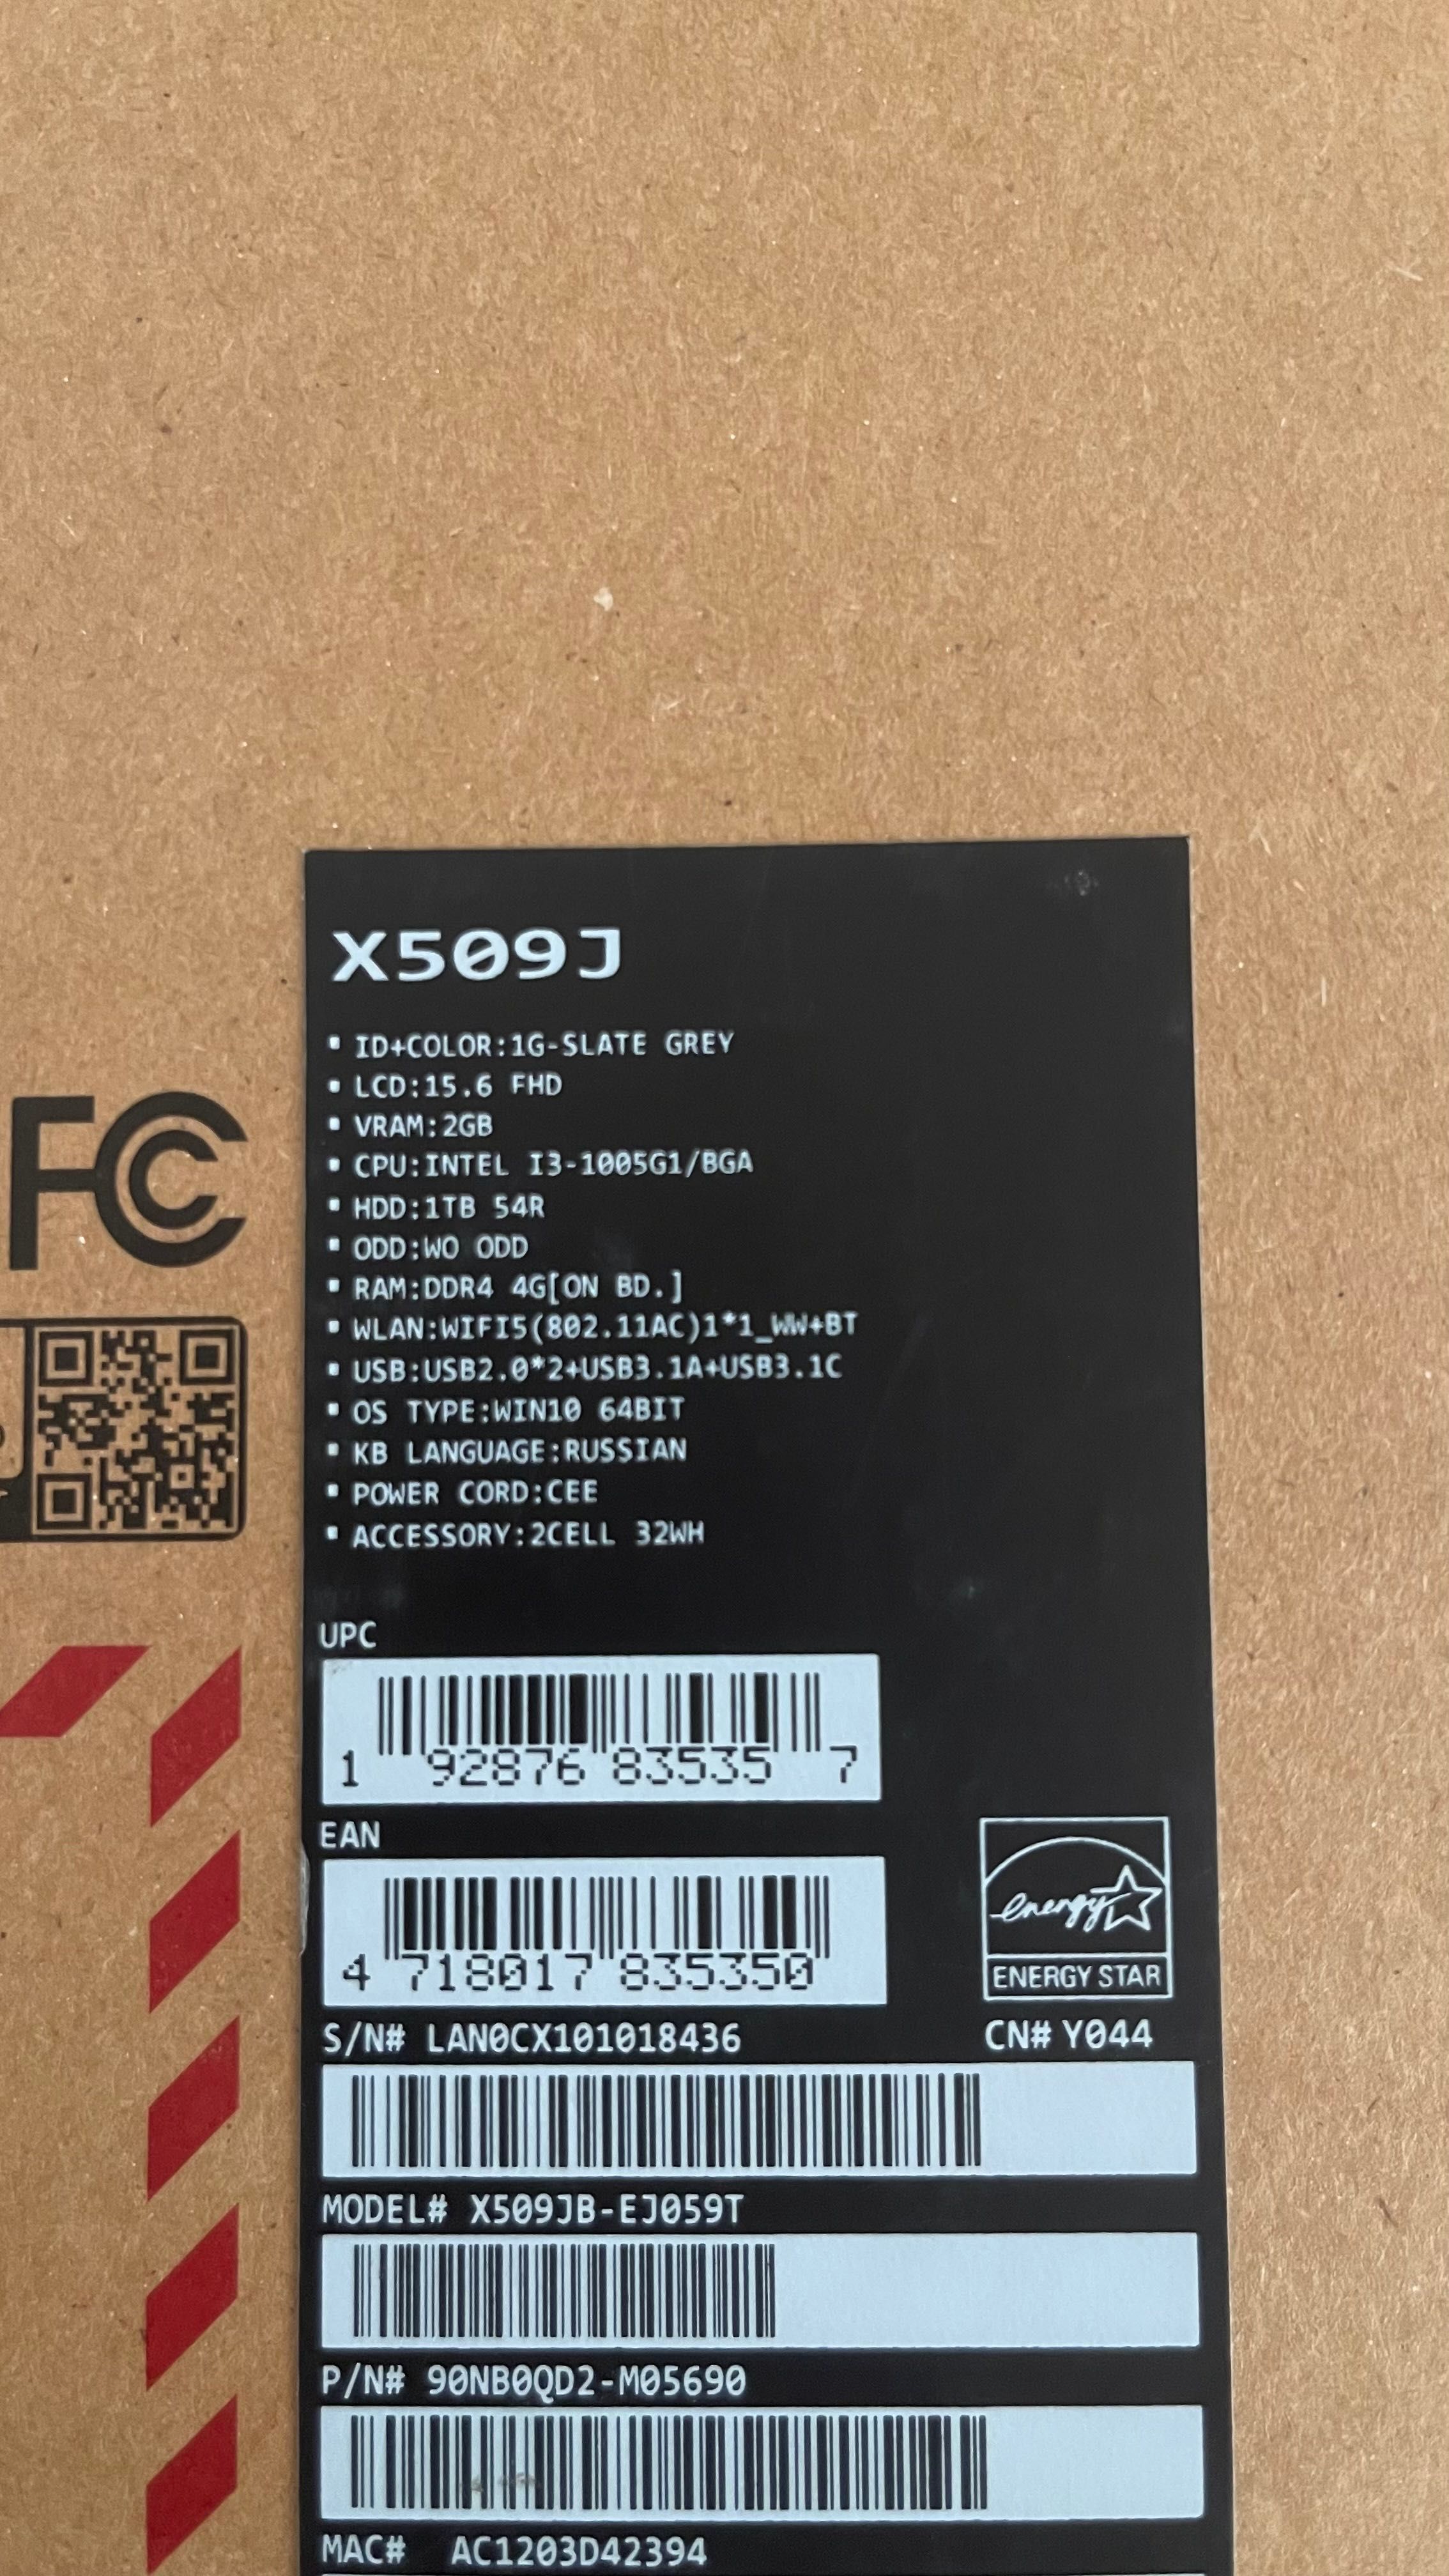 X509J
▪ ID+COLOR:1G-SLATE GREY
▪ LCD:15.6 FHD
▪ VRAM:2GB
▪ CPU:INTEL I3-1005G1/BGA
▪ HDD:1TB 54R
▪ ODD:WO ODD
▪ RAM:DDR4 4G[ON BD.]
▪ WLAN:WIFI5(802.11AC)1*1_WW+BT
▪ USB:USB2.0*2+USB3.1A+USB3.1C
▪ OS TYPE:WIN10 64BIT
▪ KB LANGUAGE:RUSSIAN
▪ POWER CORD:CEE
▪ ACCESSORY:2CELL 32WH
FC
UPC
1 92876 83535 7
EAN
4 718017 835350
energy
ENERGY STAR
S/N# LAN0CX101018436
CN# Y044
MODEL# X509JB-EJ059T
P/N# 90NB0QD2-M05690
MAC# AC1203D42394